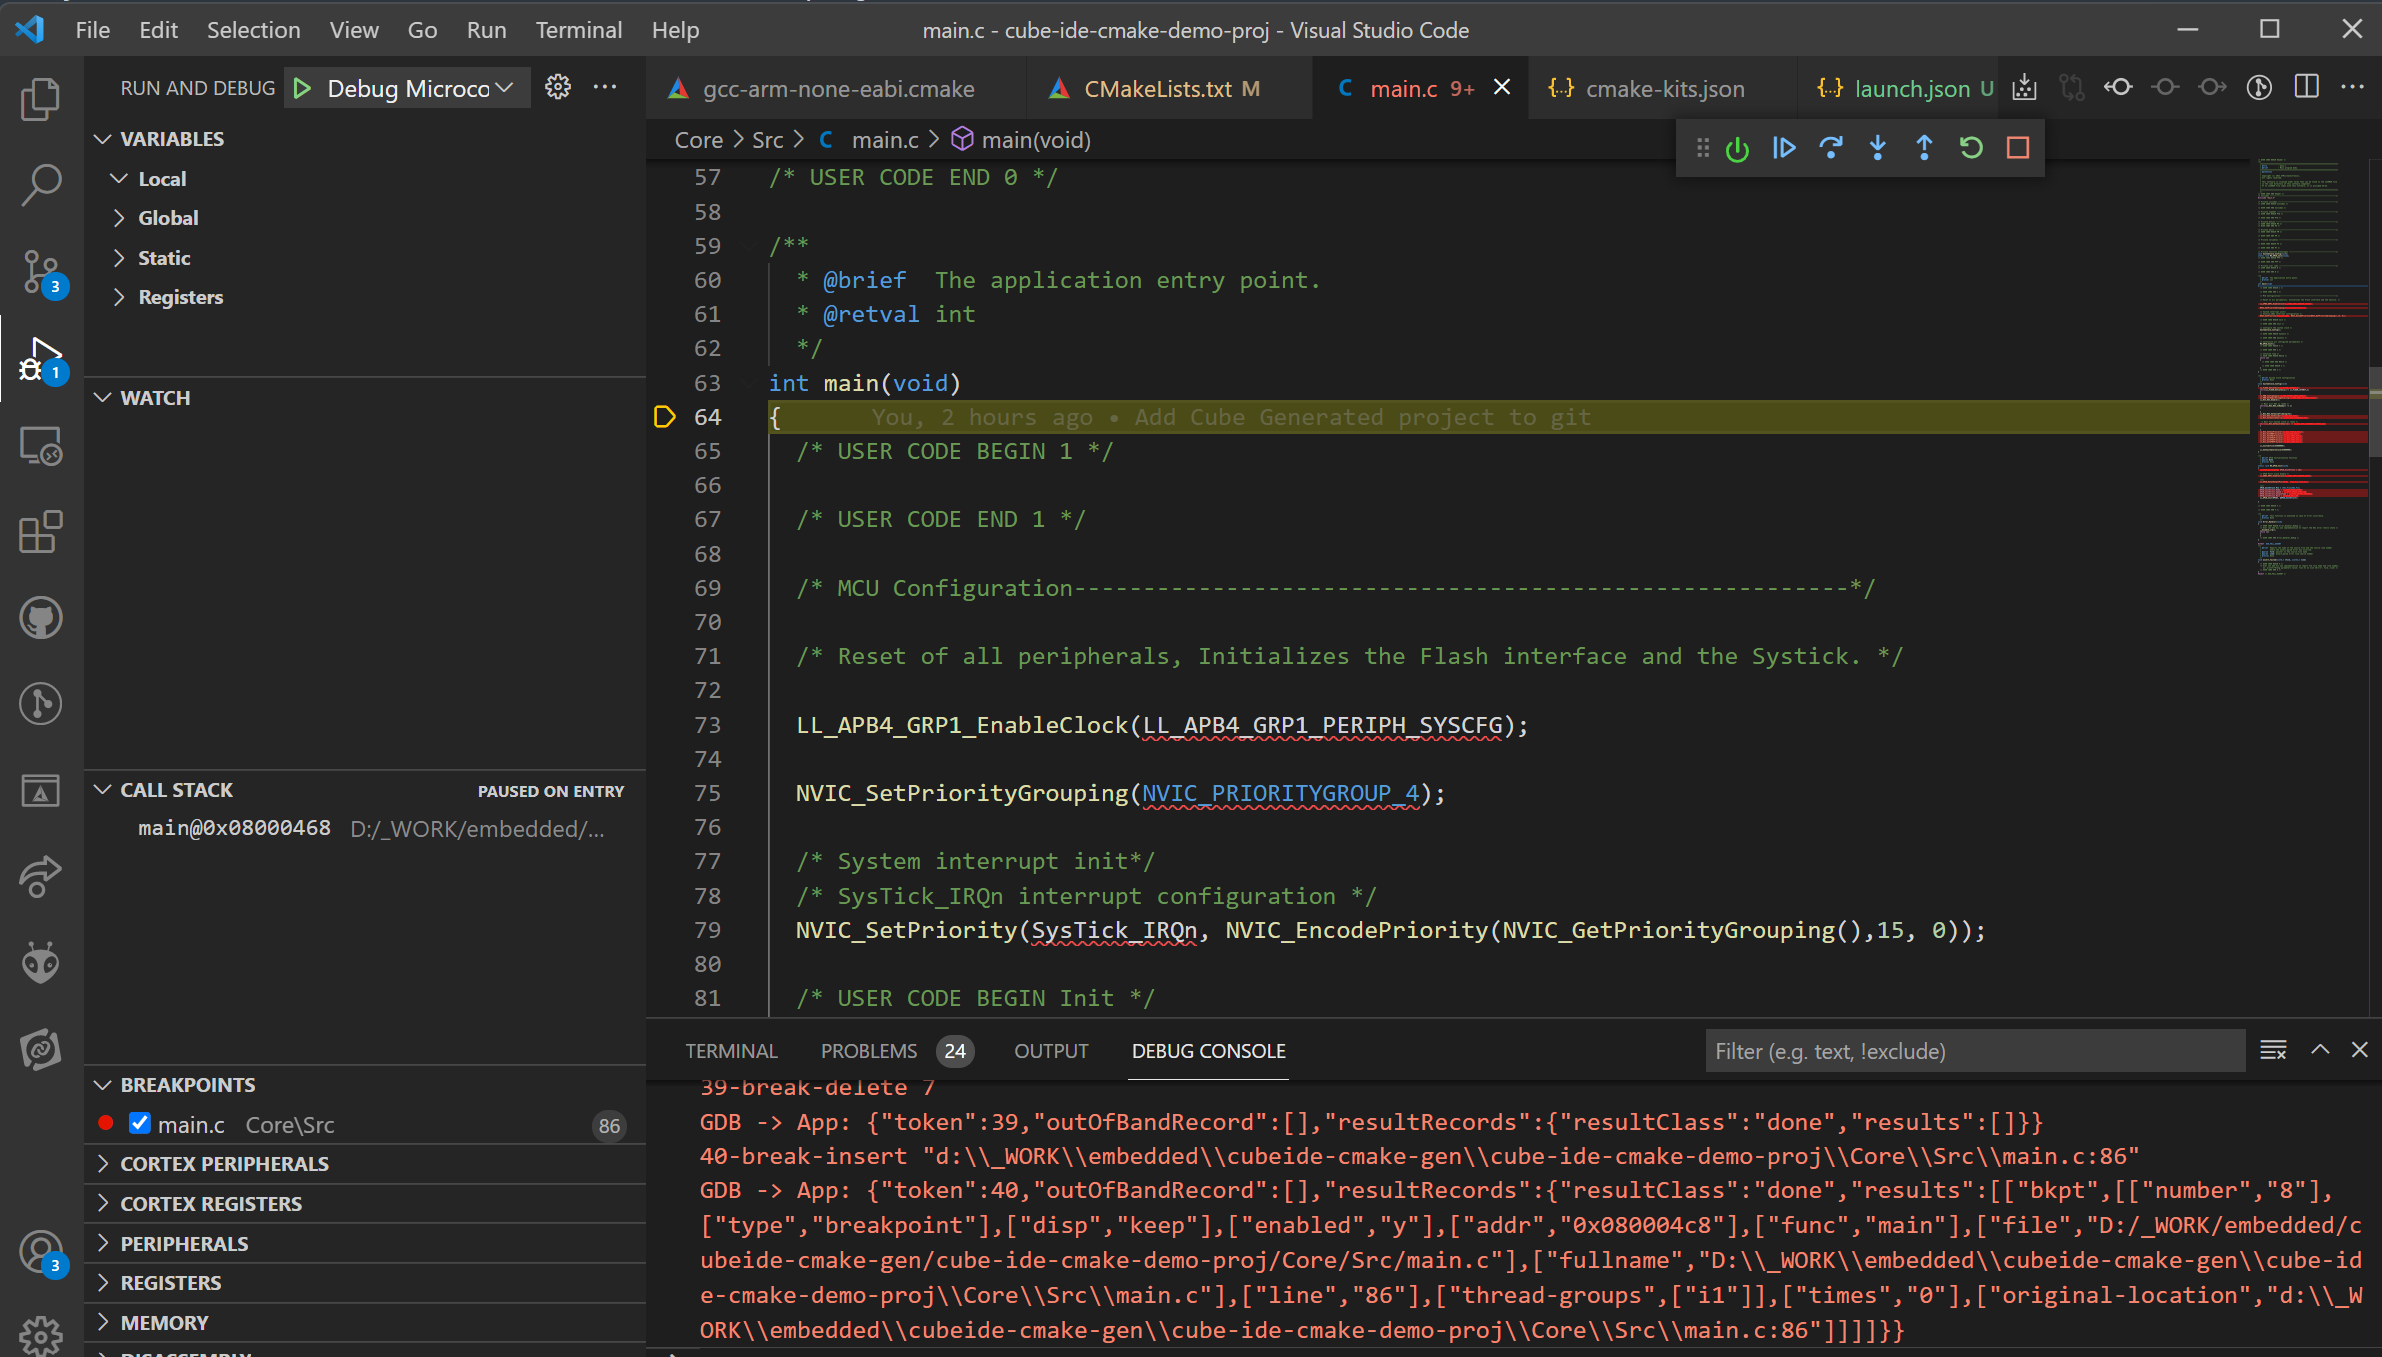 File Edit Selection View Go Run Terminal Help
main.c - cube-ide-cmake-demo-proj - Visual Studio Code
RUN AND DEBUG
Debug Microco
gcc-arm-none-eabi.cmake
CMakeLists.txt M
C main.c 9+
{..} cmake-kits.json
{..} launch.json U
VARIABLES
Local
Global
Static
Registers
WATCH
CALL STACK PAUSED ON ENTRY
main@0x08000468 D:/_WORK/embedded/...
BREAKPOINTS
main.c Core\Src 86
CORTEX PERIPHERALS
CORTEX REGISTERS
PERIPHERALS
REGISTERS
MEMORY
3
1
3
Core > Src > C main.c > main(void)
57 /* USER CODE END 0 */
58
59 /**
60 * @brief  The application entry point.
61 * @retval int
62 */
63 int main(void)
64 { You, 2 hours ago • Add Cube Generated project to git
65 /* USER CODE BEGIN 1 */
66
67 /* USER CODE END 1 */
68
69 /* MCU Configuration--------------------------------------------------------*/
70
71 /* Reset of all peripherals, Initializes the Flash interface and the Systick. */
72
73 LL_APB4_GRP1_EnableClock(LL_APB4_GRP1_PERIPH_SYSCFG);
74
75 NVIC_SetPriorityGrouping(NVIC_PRIORITYGROUP_4);
76
77 /* System interrupt init*/
78 /* SysTick_IRQn interrupt configuration */
79 NVIC_SetPriority(SysTick_IRQn, NVIC_EncodePriority(NVIC_GetPriorityGrouping(),15, 0));
80
81 /* USER CODE BEGIN Init */
TERMINAL PROBLEMS 24 OUTPUT DEBUG CONSOLE
Filter (e.g. text, !exclude)
39-break-delete 7
GDB -> App: {"token":39,"outOfBandRecord":[],"resultRecords":{"resultClass":"done","results":[]}}
40-break-insert "d:\\_WORK\\embedded\\cubeide-cmake-gen\\cube-ide-cmake-demo-proj\\Core\\Src\\main.c:86"
GDB -> App: {"token":40,"outOfBandRecord":[],"resultRecords":{"resultClass":"done","results":[["bkpt",[["number","8"],
["type","breakpoint"],["disp","keep"],["enabled","y"],["addr","0x080004c8"],["func","main"],["file","D:/_WORK/embedded/c
ubeide-cmake-gen/cube-ide-cmake-demo-proj/Core/Src/main.c"],["fullname","D:\\_WORK\\embedded\\cubeide-cmake-gen\\cube-id
e-cmake-demo-proj\\Core\\Src\\main.c"],["line","86"],["thread-groups",["i1"]],["times","0"],["original-location","d:\\_W
ORK\\embedded\\cubeide-cmake-gen\\cube-ide-cmake-demo-proj\\Core\\Src\\main.c:86"]]]]}}